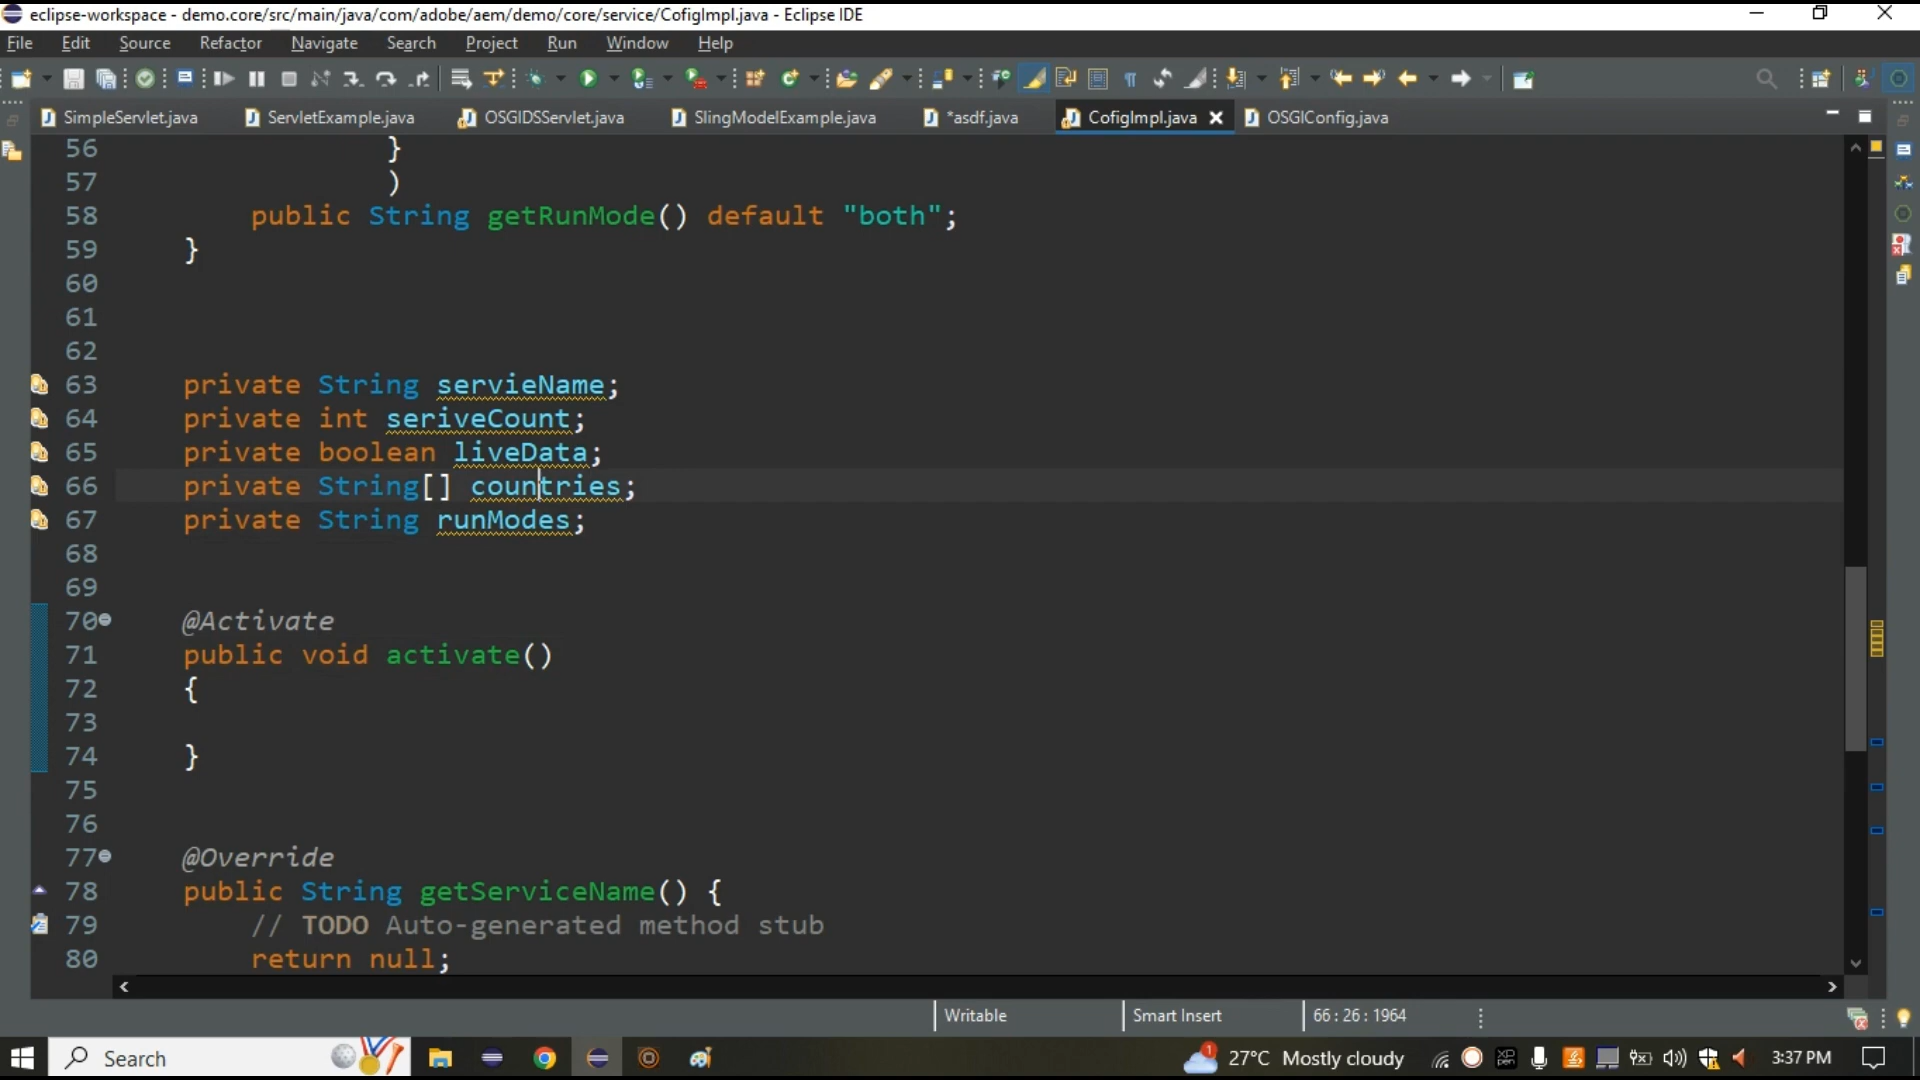 eclipse-workspace - demo.core/src/main/java/com/adobe/aem/demo/core/service/CofigImpl.java - Eclipse IDE
File Edit Source Refactor Navigate Search Project Run Window Help
SimpleServlet.java ServletExample.java OSGIDSServlet.java SlingModelExample.java *asdf.java CofigImpl.java OSGIConfig.java
56 }
57 )
58 public String getRunMode() default "both";
59 }
60
61
62
63 private String servieName;
64 private int seriveCount;
65 private boolean liveData;
66 private String[] countries;
67 private String runModes;
68
69
70 @Activate
71 public void activate()
72 {
73
74 }
75
76
77 @Override
78 public String getServiceName() {
79 // TODO Auto-generated method stub
80 return null;
Writable Smart Insert 66 : 26 : 1964
Search 1 27°C Mostly cloudy 3:37 PM